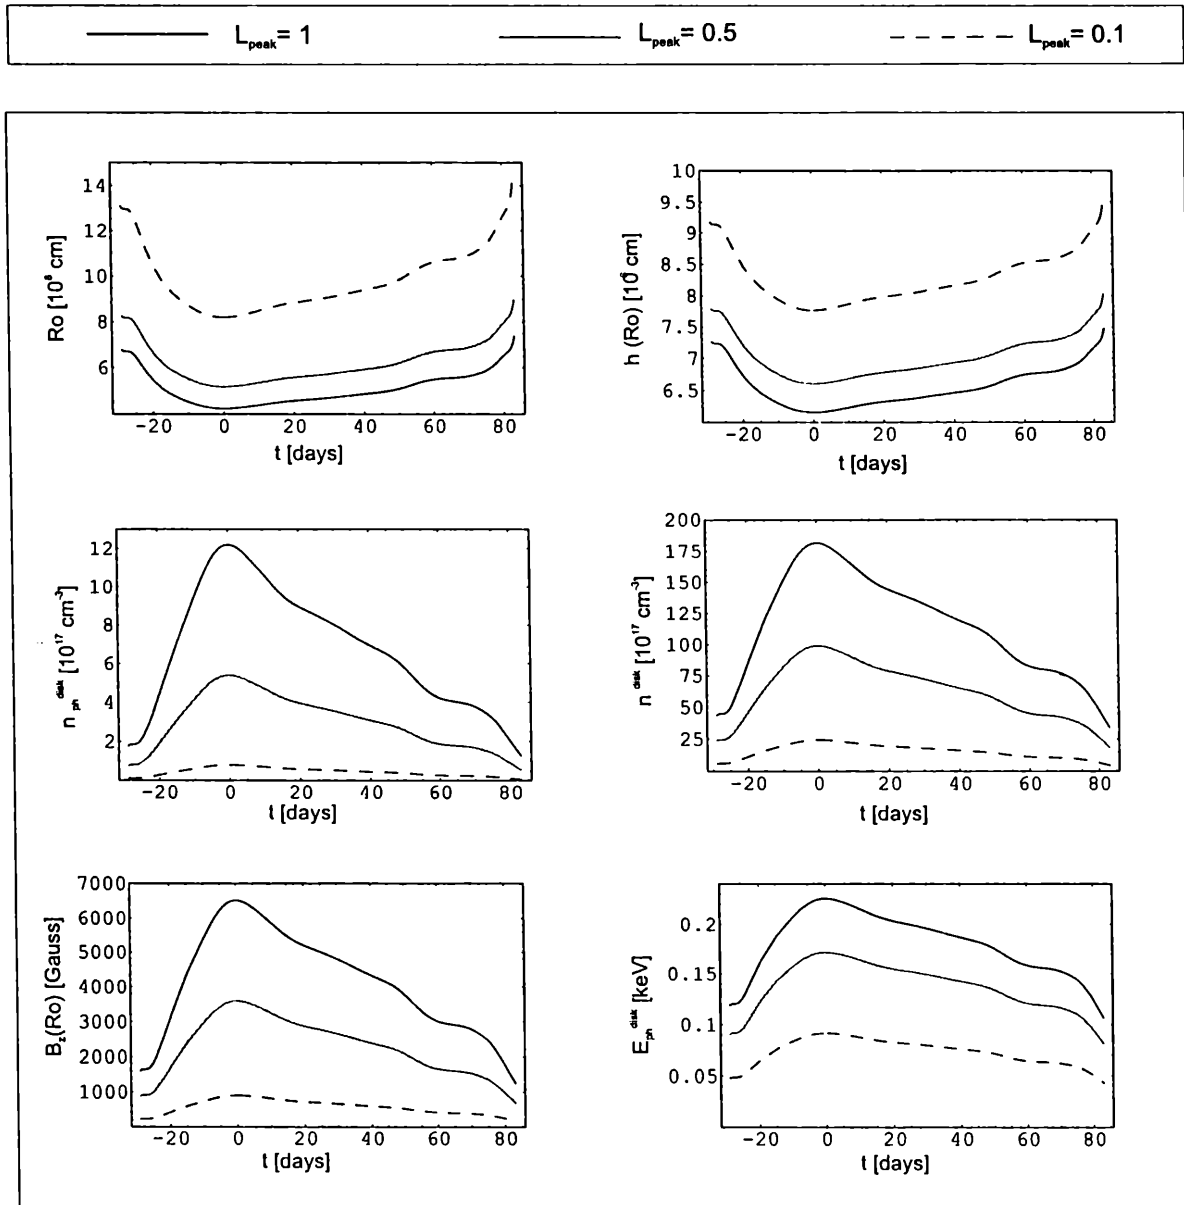 L_peak = 1 L_peak = 0.5 L_peak = 0.1
Ro [10^8 cm]
14
12
10
8
6
−20 0 20 40 60 80
t [days]
h (Ro) [10^6 cm]
10
9.5
9
8.5
8
7.5
7
6.5
−20 0 20 40 60 80
t [days]
n_ph^disk [10^17 cm^-3]
12
10
8
6
4
2
−20 0 20 40 60 80
t [days]
n^disk [10^17 cm^-3]
200
175
150
125
100
75
50
25
−20 0 20 40 60 80
t [days]
B_z(Ro) [Gauss]
7000
6000
5000
4000
3000
2000
1000
−20 0 20 40 60 80
t [days]
E_ph^disk [keV]
0.2
0.15
0.1
0.05
−20 0 20 40 60 80
t [days]